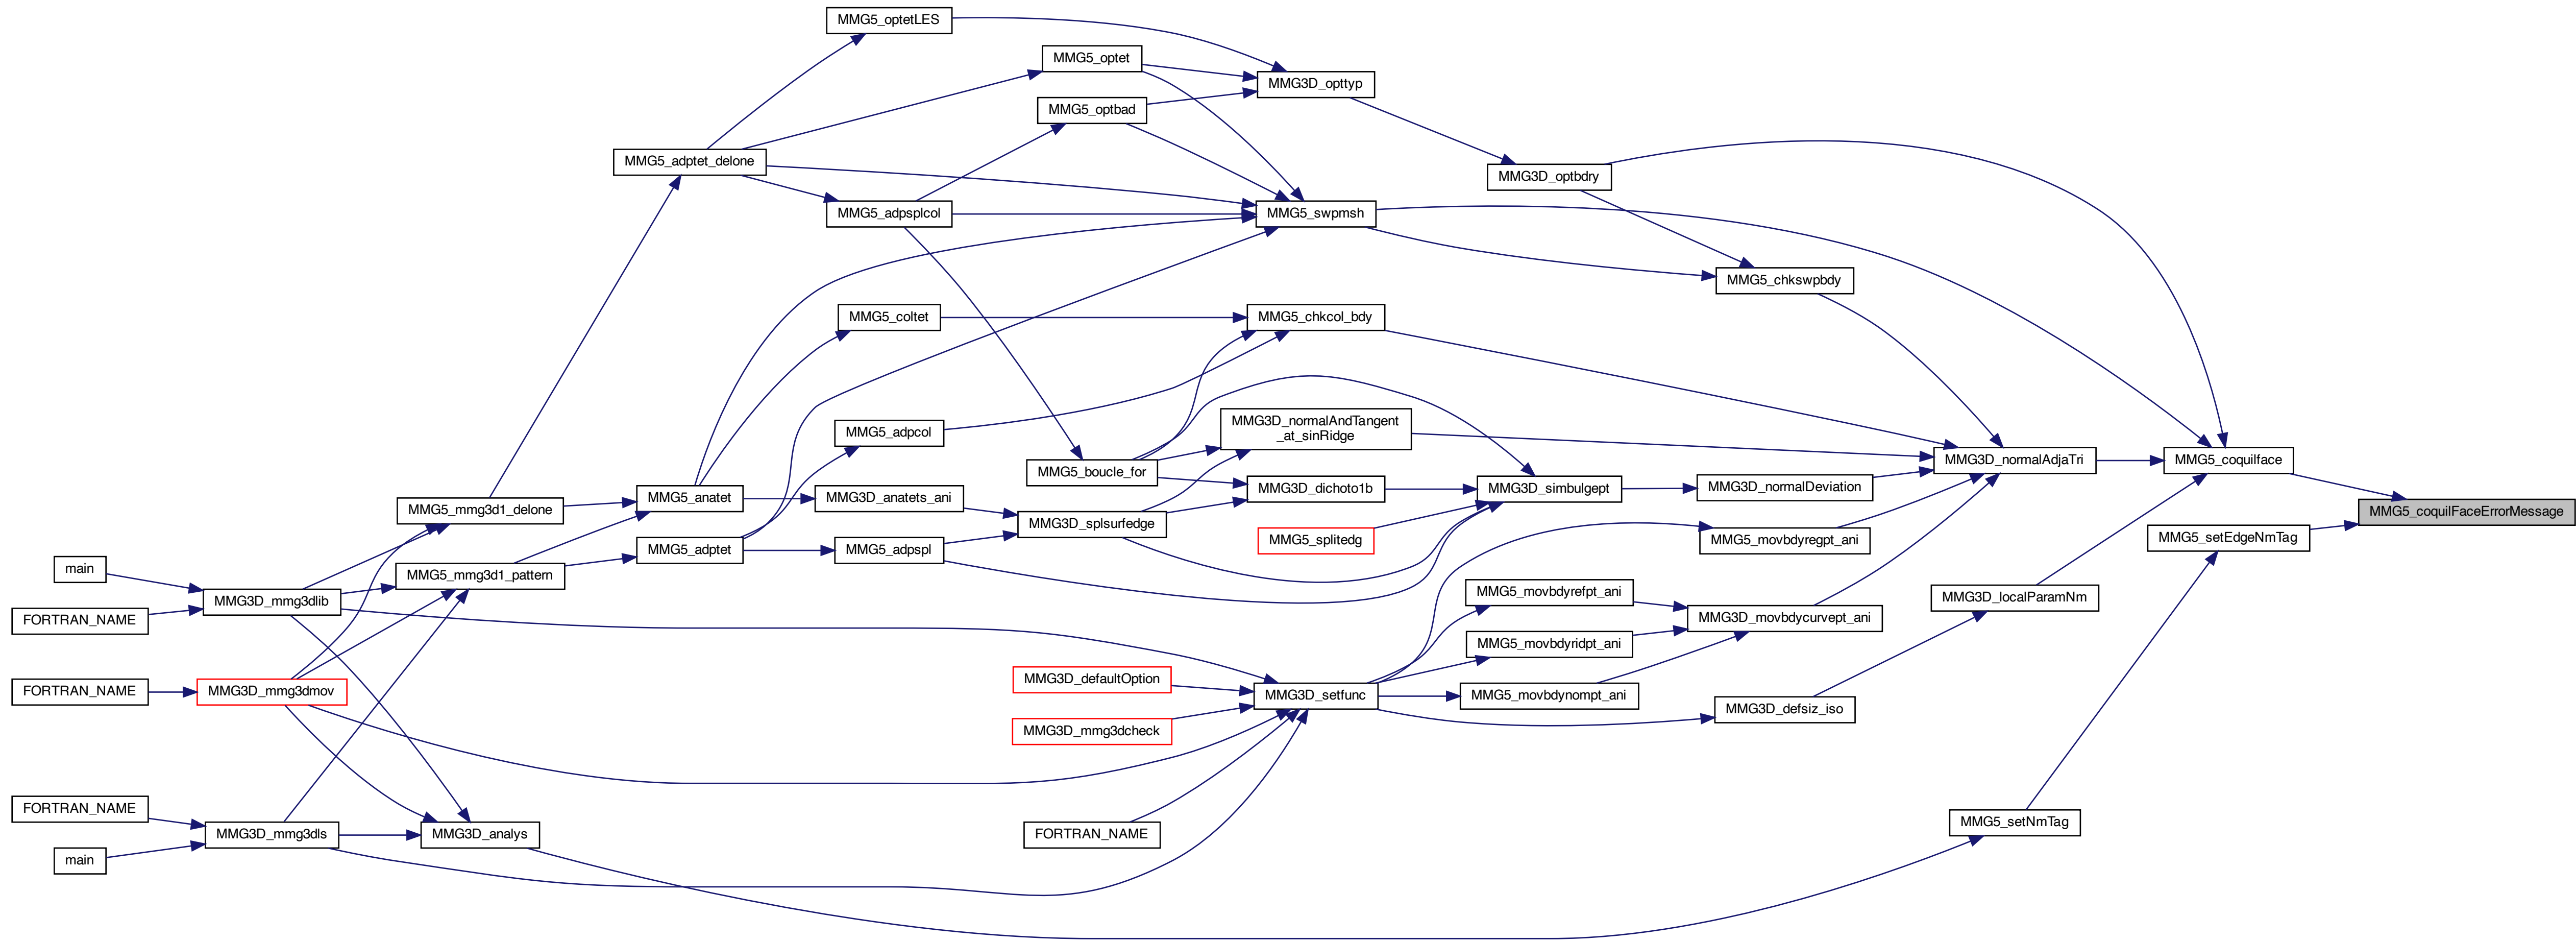 MMG5_optetLES
MMG5_optet
MMG3D_opttyp
MMG5_optbad
MMG5_adptet_delone
MMG3D_optbdry
MMG5_adpsplcol
MMG5_swpmsh
MMG5_chkswpbdy
MMG5_coltet
MMG5_chkcol_bdy
MMG5_adpcol
MMG3D_normalAndTangent
_at_sinRidge
MMG5_boucle_for
MMG3D_normalAdjaTri
MMG5_coquilface
MMG5_anatet
MMG3D_anatets_ani
MMG3D_dichoto1b
MMG3D_simbulgept
MMG3D_normalDeviation
MMG5_mmg3d1_delone
MMG5_coquilFaceErrorMessage
MMG3D_splsurfedge
MMG5_setEdgeNmTag
MMG5_adptet
MMG5_adpspl
MMG5_splitedg
MMG5_movbdyregpt_ani
main
MMG5_mmg3d1_pattern
MMG3D_mmg3dlib
MMG5_movbdyrefpt_ani
MMG3D_localParamNm
FORTRAN_NAME
MMG3D_movbdycurvept_ani
MMG5_movbdyridpt_ani
FORTRAN_NAME
MMG3D_mmg3dmov
MMG3D_defaultOption
MMG3D_setfunc
MMG5_movbdynompt_ani
MMG3D_defsiz_iso
MMG3D_mmg3dcheck
FORTRAN_NAME
MMG3D_mmg3dls
MMG3D_analys
FORTRAN_NAME
MMG5_setNmTag
main